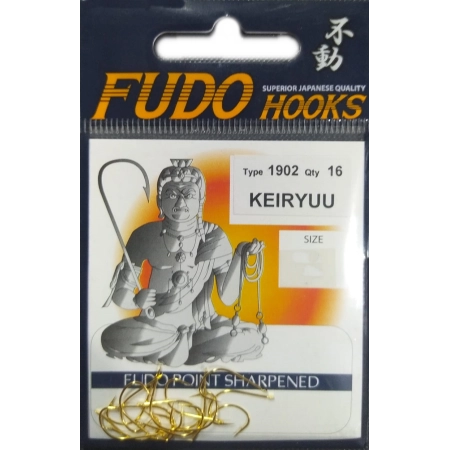 不動
FUDO
SUPERIOR JAPANESE QUALITY
HOOKS
Type 1902 Qty 16
KEIRYUU
SIZE
FUDO POINT SHARPENED